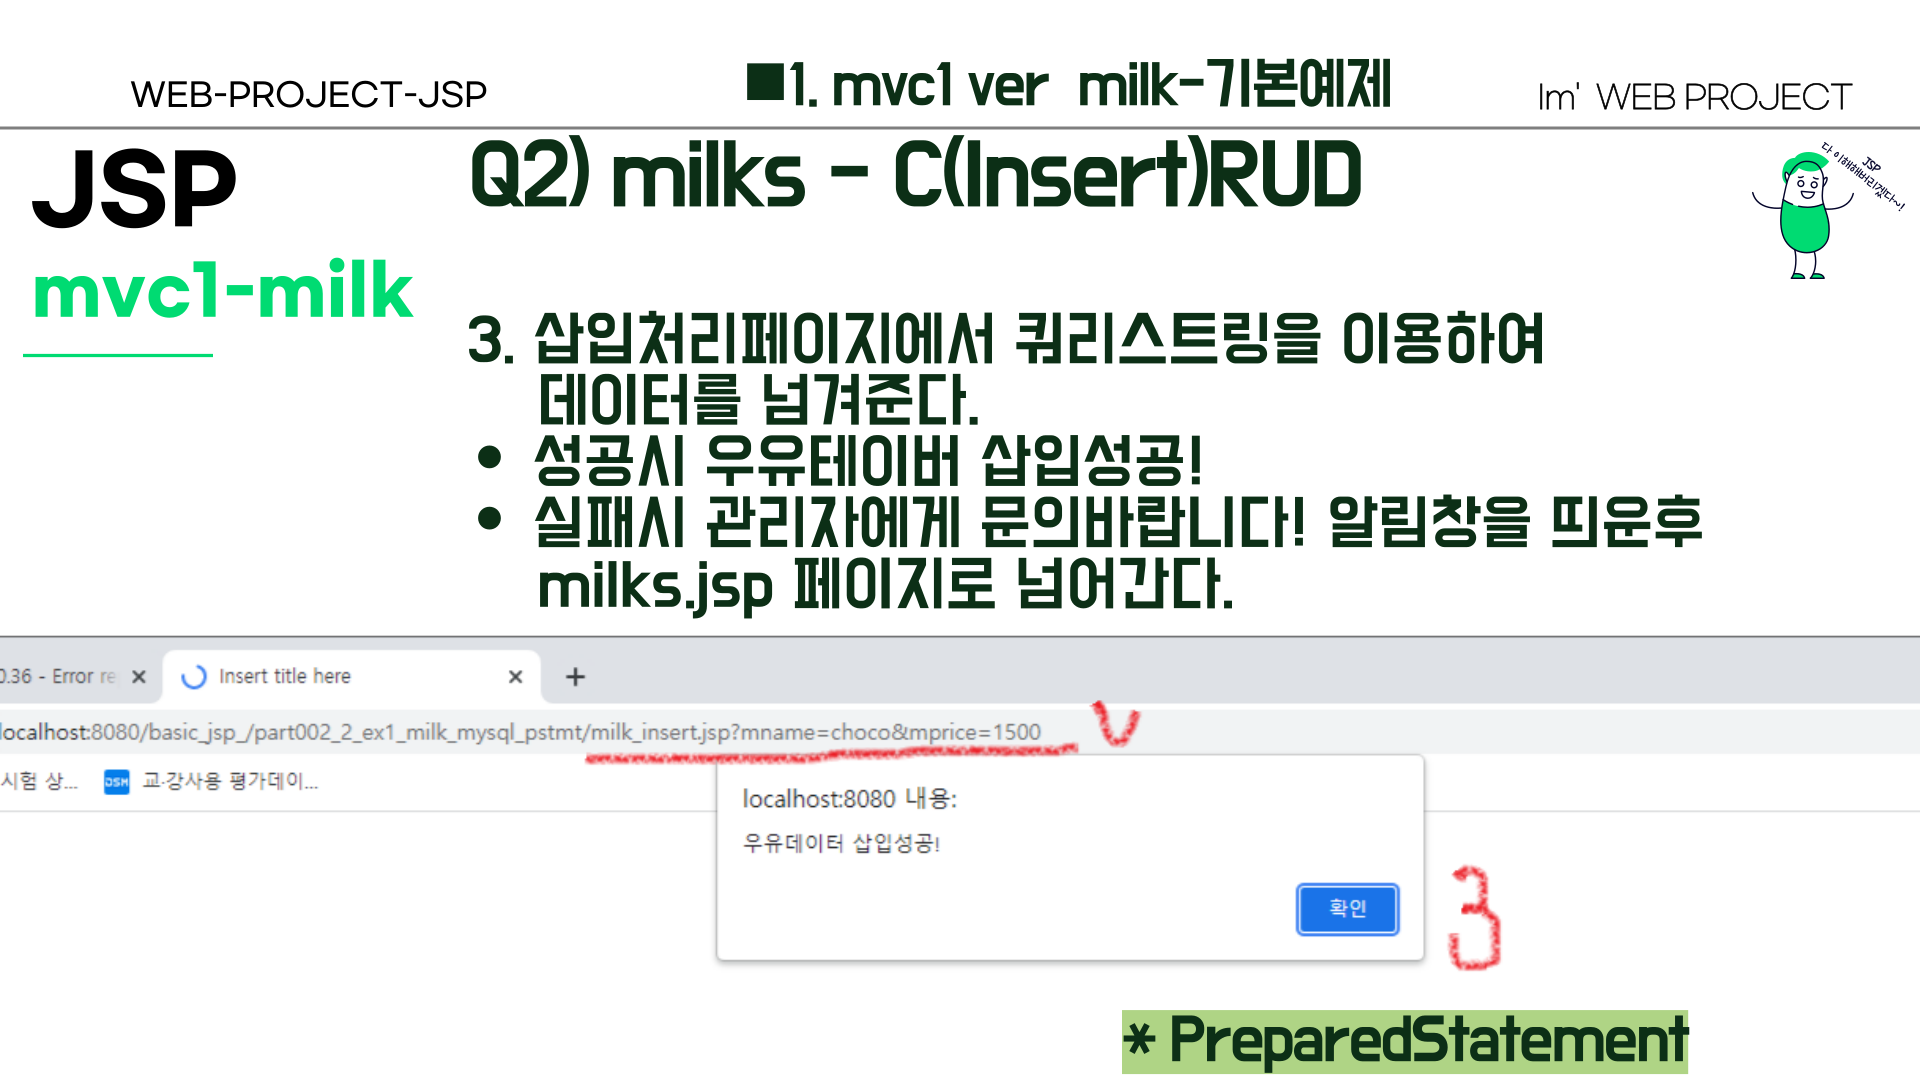 WEB-PROJECT-JSP
■1. mvc1 ver milk-기본예제
Im' WEB PROJECT
JSP
mvc1-milk
Q2) milks - C(Insert)RUD
JSP
다 이해해버리겠다~!
3. 삽입처리페이지에서 쿼리스트링을 이용하여
데이터를 넘겨준다.
• 성공시 우유테이버 삽입성공!
• 실패시 관리자에게 문의바랍니다! 알림창을 띄운후
milks.jsp 페이지로 넘어간다.
0.36 - Error re
Insert title here
localhost:8080/basic_jsp_/part002_2_ex1_milk_mysql_pstmt/milk_insert.jsp?mname=choco&mprice=1500
시험 상...
DSM
교·강사용 평가데이...
localhost:8080 내용:
우유데이터 삽입성공!
확인
3
* PreparedStatement